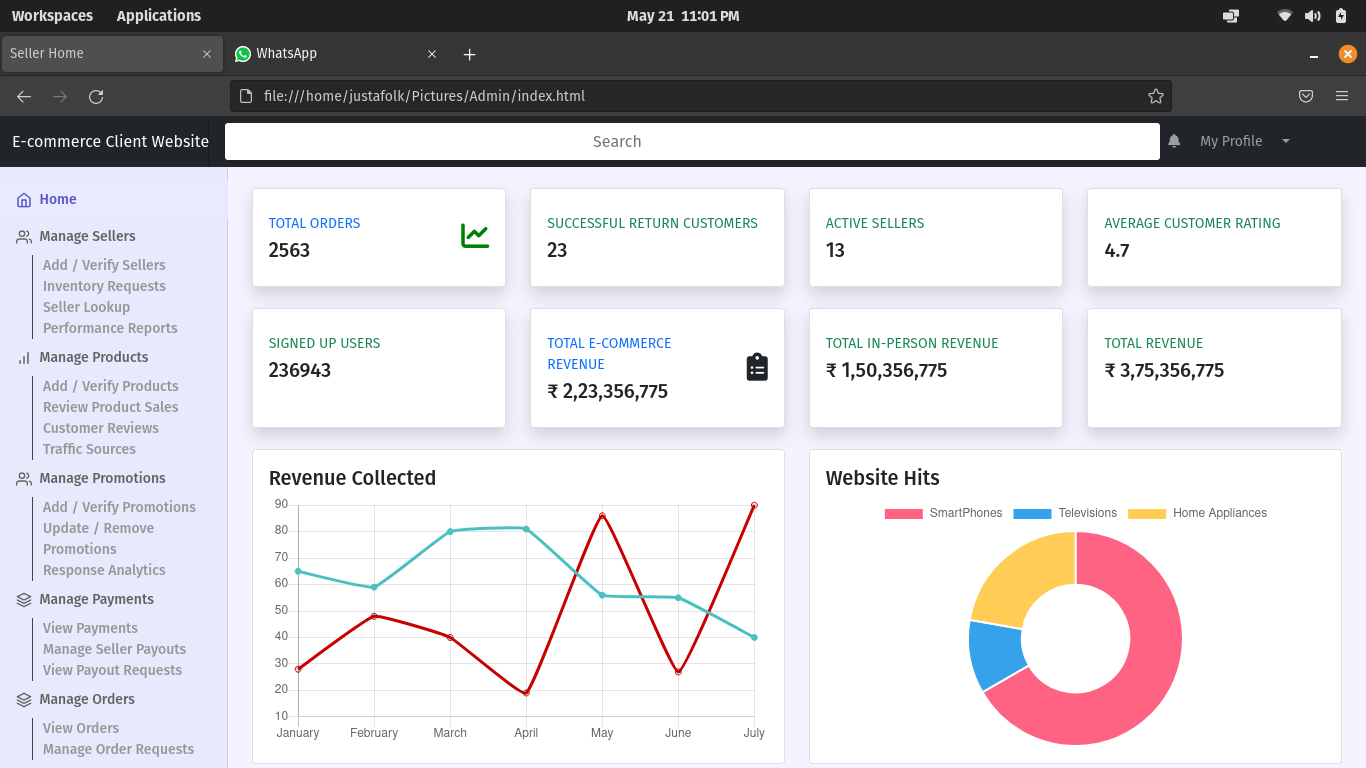 Workspaces Applications May 21 11:01 PM
Seller Home WhatsApp
file:///home/justafolk/Pictures/Admin/index.html
E-commerce Client Website Search My Profile
Home
Manage Sellers
Add / Verify Sellers
Inventory Requests
Seller Lookup
Performance Reports
Manage Products
Add / Verify Products
Review Product Sales
Customer Reviews
Traffic Sources
Manage Promotions
Add / Verify Promotions
Update / Remove
Promotions
Response Analytics
Manage Payments
View Payments
Manage Seller Payouts
View Payout Requests
Manage Orders
View Orders
Manage Order Requests
TOTAL ORDERS
2563
SUCCESSFUL RETURN CUSTOMERS
23
ACTIVE SELLERS
13
AVERAGE CUSTOMER RATING
4.7
SIGNED UP USERS
236943
TOTAL E-COMMERCE
REVENUE
₹ 2,23,356,775
TOTAL IN-PERSON REVENUE
₹ 1,50,356,775
TOTAL REVENUE
₹ 3,75,356,775
Revenue Collected
90
80
70
60
50
40
30
20
10
January February March April May June July
Website Hits
SmartPhones Televisions Home Appliances